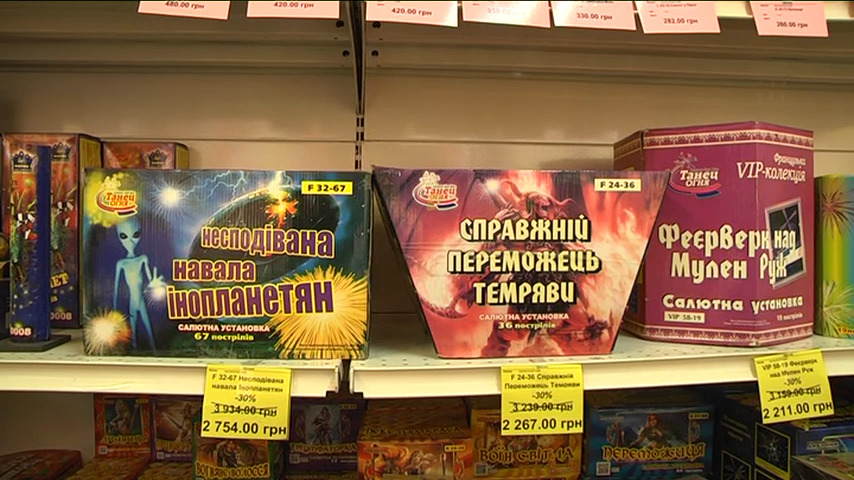 480.00 грн
420.00 грн
420.00 грн
330.00 грн
282.00 грн
260.00 грн
Танец
огня
F 32-67
несподівана
навала
інопланетян
САЛЮТНА УСТАНОВКА
67 пострілів
Танец
огня
F 24-36
СПРАВЖНІЙ
ПЕРЕМОЖЕЦЬ
ТЕМРЯВИ
САЛЮТНА УСТАНОВКА
36 пострілів
Танец
огня
Французька
VIP-колекція
Феєрверк над
Мулен Руж
Салютна установка
VIP 58-19
19 пострілів
0008
F 32-67 Несподівана
навала Інопланетян
-30%
3 934.00 грн
2 754.00 грн
F 24-36 Справжній
Переможець Темряви
-30%
3 239.00 грн
2 267.00 грн
VIP 58-19 Феєрверк
над Мулен Руж
-30%
3 159.00 грн
2 211.00 грн
ВОЇН СВІТЛА
ПЕРЕМОЖНИЦЯ